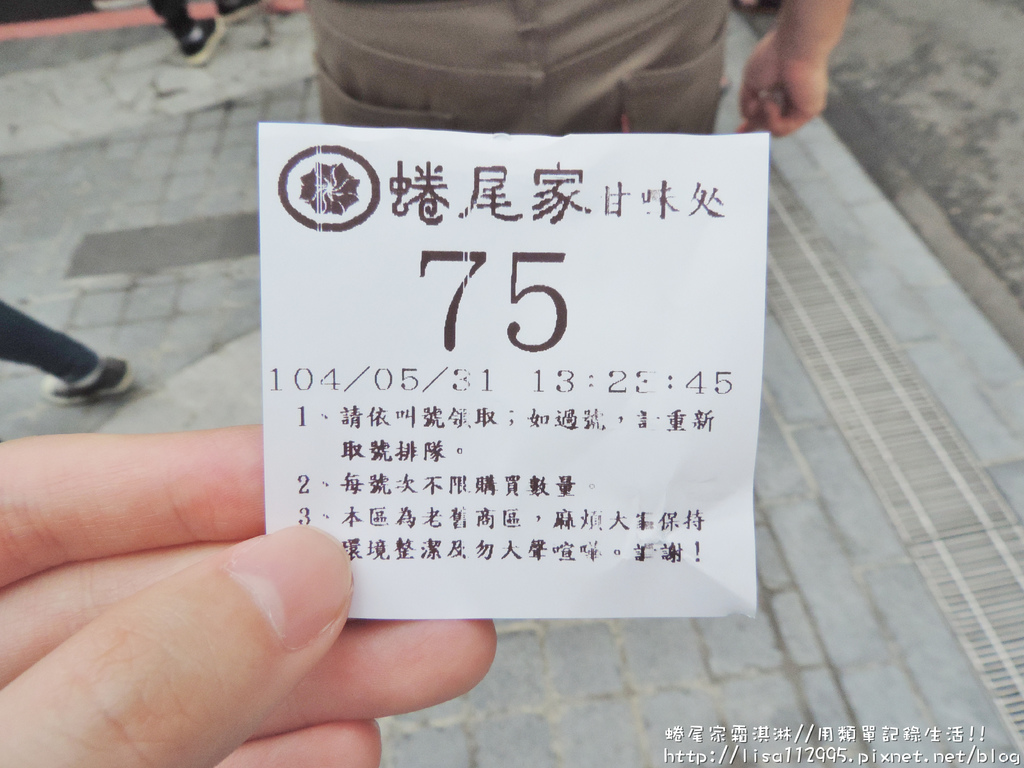 蜷尾家 甘味处
75
104/05/31 13:23:45
1、請依叫號領取；如過號，請重新
取號排隊。
2、每號次不限購買數量。
3、本區為老舊商區，麻煩大家保持
環境整潔及勿大聲喧嘩。謝謝！
蜷尾家霜淇淋//用類單記錄生活!!
http://lisa112995.pixnet.net/blog